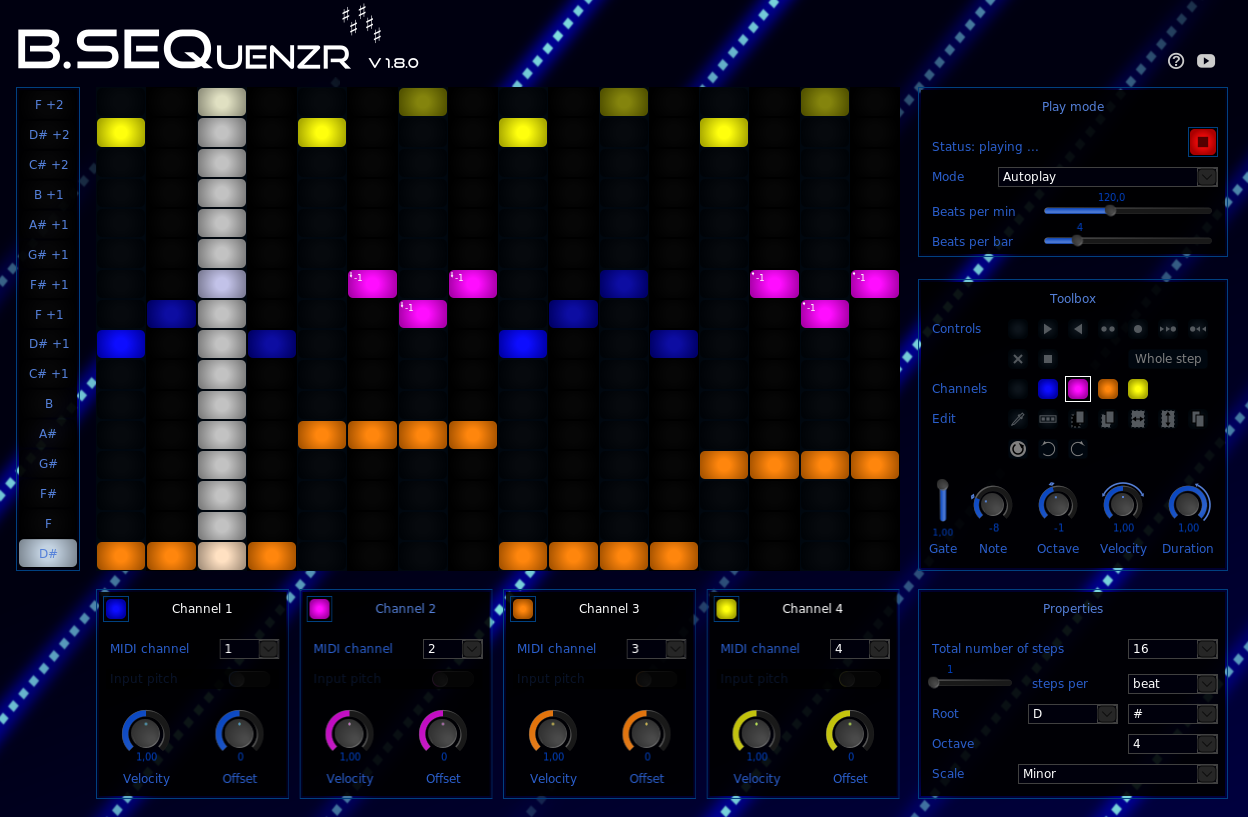 B.SEQuenzr
V 1.8.0
F +2
D# +2
C# +2
B +1
A# +1
G# +1
F# +1
F +1
D# +1
C# +1
B
A#
G#
F#
F
D#
-1
-1
-1
-1
-1
-1
Play mode
Status: playing ...
Mode Autoplay
120,0
Beats per min
4
Beats per bar
Toolbox
Controls
Whole step
Channels
Edit
1,00 -8 -1 1,00 1,00
Gate Note Octave Velocity Duration
Channel 1
MIDI channel 1
Input pitch
1,00 0
Velocity Offset
Channel 2
MIDI channel 2
Input pitch
1,00 0
Velocity Offset
Channel 3
MIDI channel 3
Input pitch
1,00 0
Velocity Offset
Channel 4
MIDI channel 4
Input pitch
1,00 0
Velocity Offset
Properties
Total number of steps 16
1
steps per beat
Root D #
Octave 4
Scale Minor